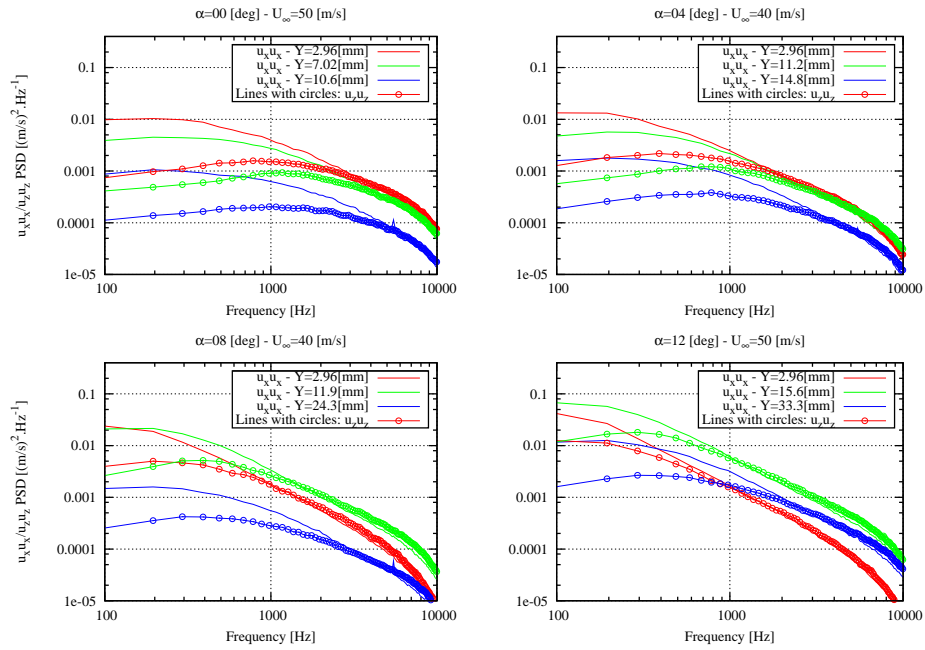 α=00 [deg] - U∞=50 [m/s]
uxux - Y=2.96[mm]
uxux - Y=7.02[mm]
uxux - Y=10.6[mm]
Lines with circles: uzuz
uxux/uzuz PSD [(m/s)².Hz⁻¹]
0.1
0.01
0.001
0.0001
1e-05
100
1000
10000
Frequency [Hz]
α=04 [deg] - U∞=40 [m/s]
uxux - Y=2.96[mm]
uxux - Y=11.2[mm]
uxux - Y=14.8[mm]
Lines with circles: uzuz
0.1
0.01
0.001
0.0001
1e-05
100
1000
10000
Frequency [Hz]
α=08 [deg] - U∞=40 [m/s]
uxux - Y=2.96[mm]
uxux - Y=11.9[mm]
uxux - Y=24.3[mm]
Lines with circles: uzuz
uxux/uzuz PSD [(m/s)².Hz⁻¹]
0.1
0.01
0.001
0.0001
1e-05
100
1000
10000
Frequency [Hz]
α=12 [deg] - U∞=50 [m/s]
uxux - Y=2.96[mm]
uxux - Y=15.6[mm]
uxux - Y=33.3[mm]
Lines with circles: uzuz
0.1
0.01
0.001
0.0001
1e-05
100
1000
10000
Frequency [Hz]